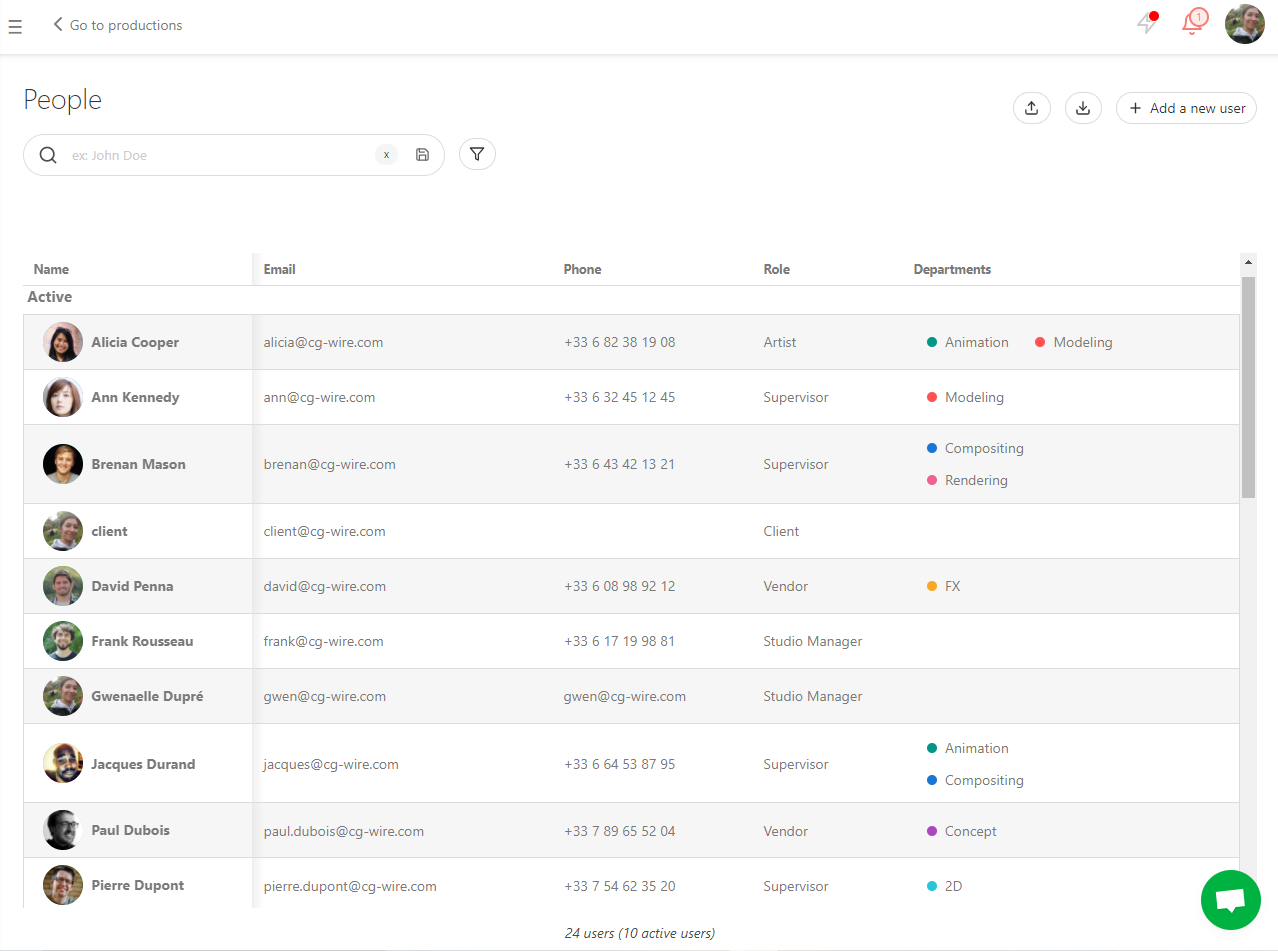 Go to productions
1
People
Add a new user
ex: John Doe x
Name Email Phone Role Departments
Active
Alicia Cooper alicia@cg-wire.com +33 6 82 38 19 08 Artist Animation Modeling
Ann Kennedy ann@cg-wire.com +33 6 32 45 12 45 Supervisor Modeling
Brenan Mason brenan@cg-wire.com +33 6 43 42 13 21 Supervisor Compositing
Rendering
client client@cg-wire.com Client
David Penna david@cg-wire.com +33 6 08 98 92 12 Vendor FX
Frank Rousseau frank@cg-wire.com +33 6 17 19 98 81 Studio Manager
Gwenaelle Dupré gwen@cg-wire.com gwen@cg-wire.com Studio Manager
Jacques Durand jacques@cg-wire.com +33 6 64 53 87 95 Supervisor Animation
Compositing
Paul Dubois paul.dubois@cg-wire.com +33 7 89 65 52 04 Vendor Concept
Pierre Dupont pierre.dupont@cg-wire.com +33 7 54 62 35 20 Supervisor 2D
24 users (10 active users)